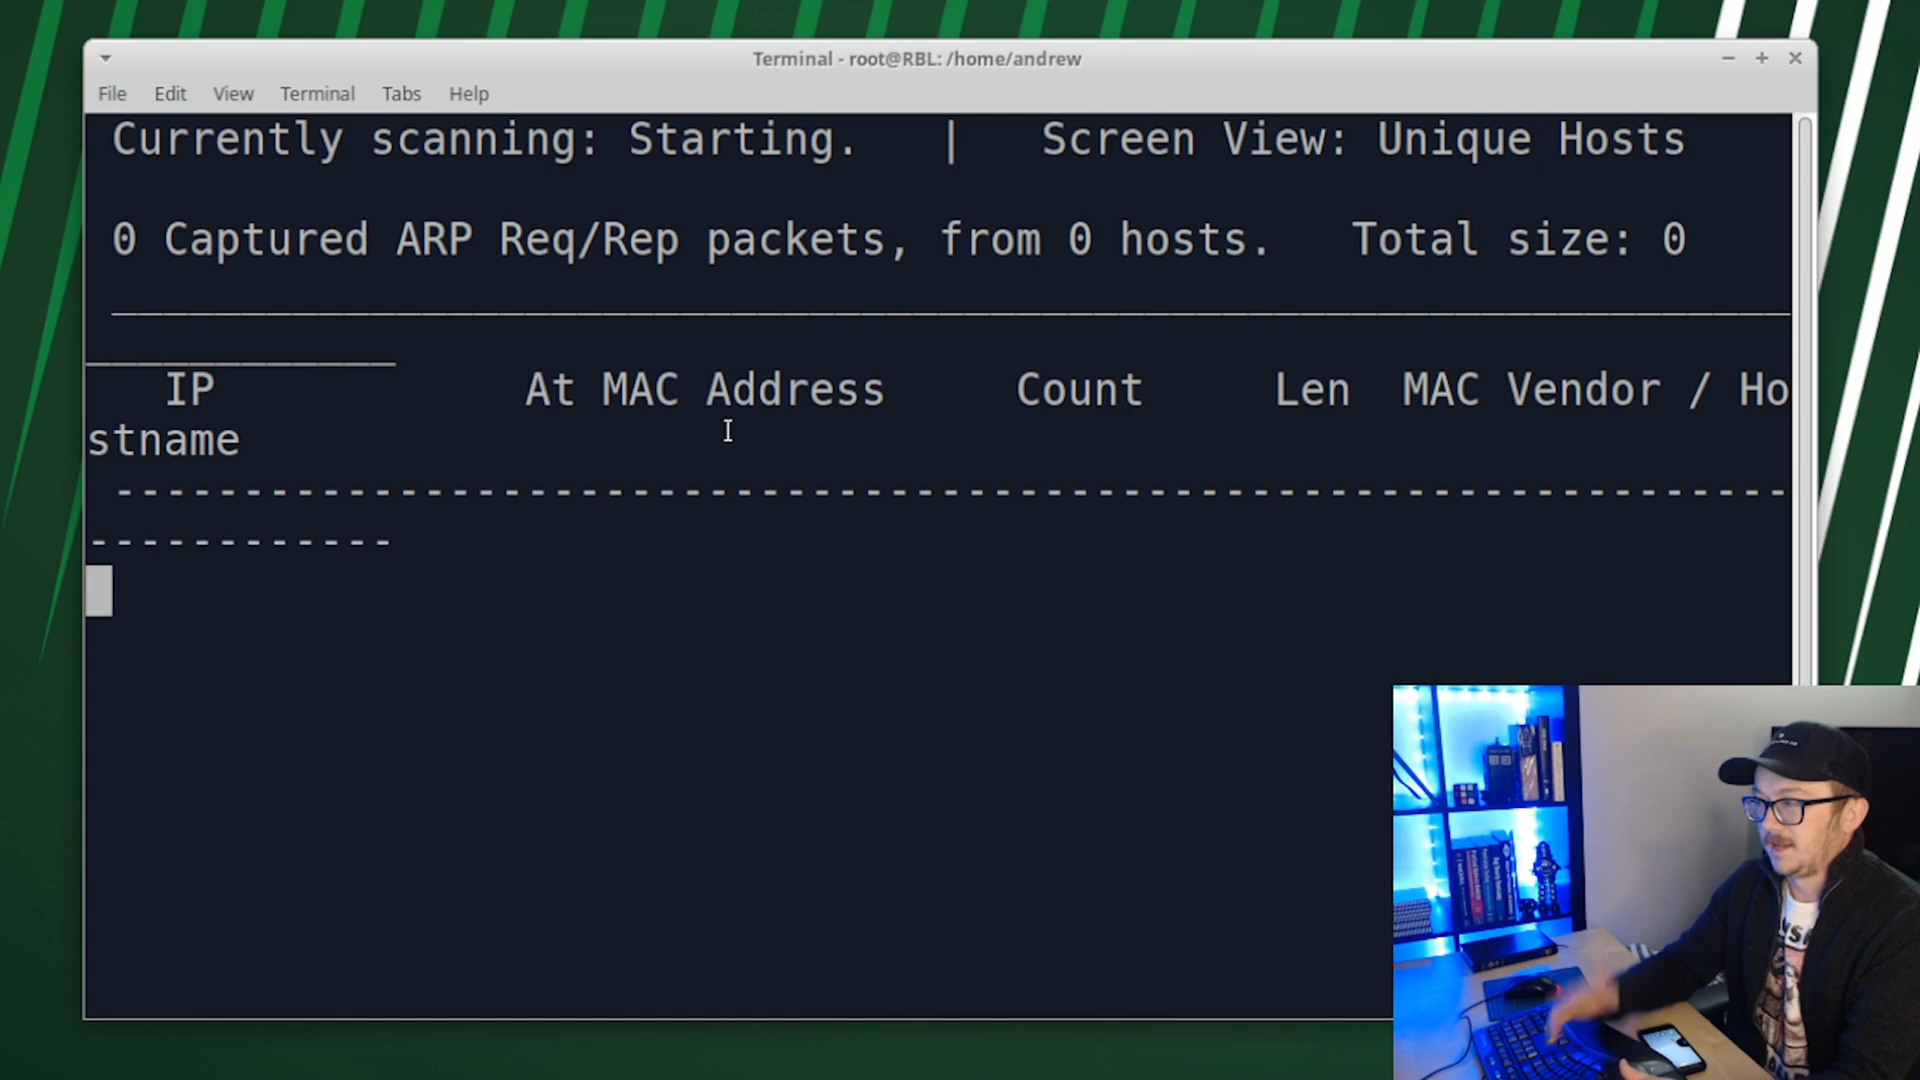 Terminal - root@RBL: /home/andrew
File Edit View Terminal Tabs Help
Currently scanning: Starting. | Screen View: Unique Hosts
0 Captured ARP Req/Rep packets, from 0 hosts. Total size: 0
_____________________________________________________________________________
____________
IP At MAC Address Count Len MAC Vendor / Ho
stname
-----------------------------------------------------------------
------------